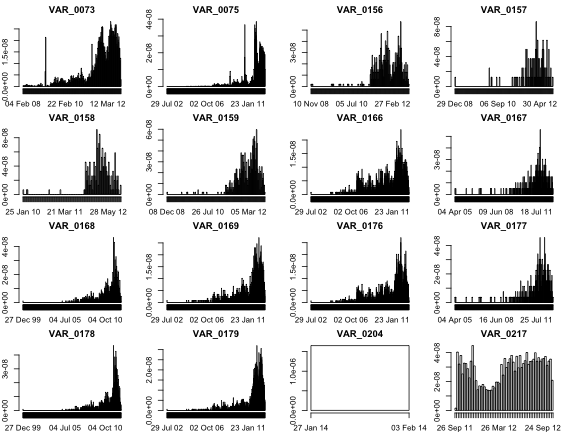 VAR_0073 VAR_0075 VAR_0156 VAR_0157
0.0e+00 1.5e-08 0e+00 2e-08 4e-08 0e+00 4e-08 0e+00 4e-08 8e-08
04 Feb 08 22 Feb 10 12 Mar 12 29 Jul 02 02 Oct 06 23 Jan 11 10 Nov 08 05 Jul 10 27 Feb 12 29 Dec 08 06 Sep 10 30 Apr 12
VAR_0158 VAR_0159 VAR_0166 VAR_0167
0e+00 4e-08 8e-08 0e+00 3e-08 6e-08 0.0e+00 1.5e-08 0e+00 4e-08
25 Jan 10 21 Mar 11 28 May 12 08 Dec 08 26 Jul 10 05 Mar 12 29 Jul 02 02 Oct 06 23 Jan 11 04 Apr 05 09 Jun 08 18 Jul 11
VAR_0168 VAR_0169 VAR_0176 VAR_0177
0e+00 2e-08 4e-08 0.0e+00 1.5e-08 0.0e+00 1.5e-08 0e+00 2e-08 4e-08
27 Dec 99 04 Jul 05 04 Oct 10 29 Jul 02 02 Oct 06 23 Jan 11 29 Jul 02 02 Oct 06 23 Jan 11 04 Apr 05 16 Jun 08 25 Jul 11
VAR_0178 VAR_0179 VAR_0204 VAR_0217
0e+00 3e-08 0.0e+00 2.0e-08 0.0e+00 1.0e-06 0e+00 2e-08 4e-08
27 Dec 99 04 Jul 05 04 Oct 10 29 Jul 02 02 Oct 06 23 Jan 11 27 Jan 14 03 Feb 14 26 Sep 11 26 Mar 12 24 Sep 12